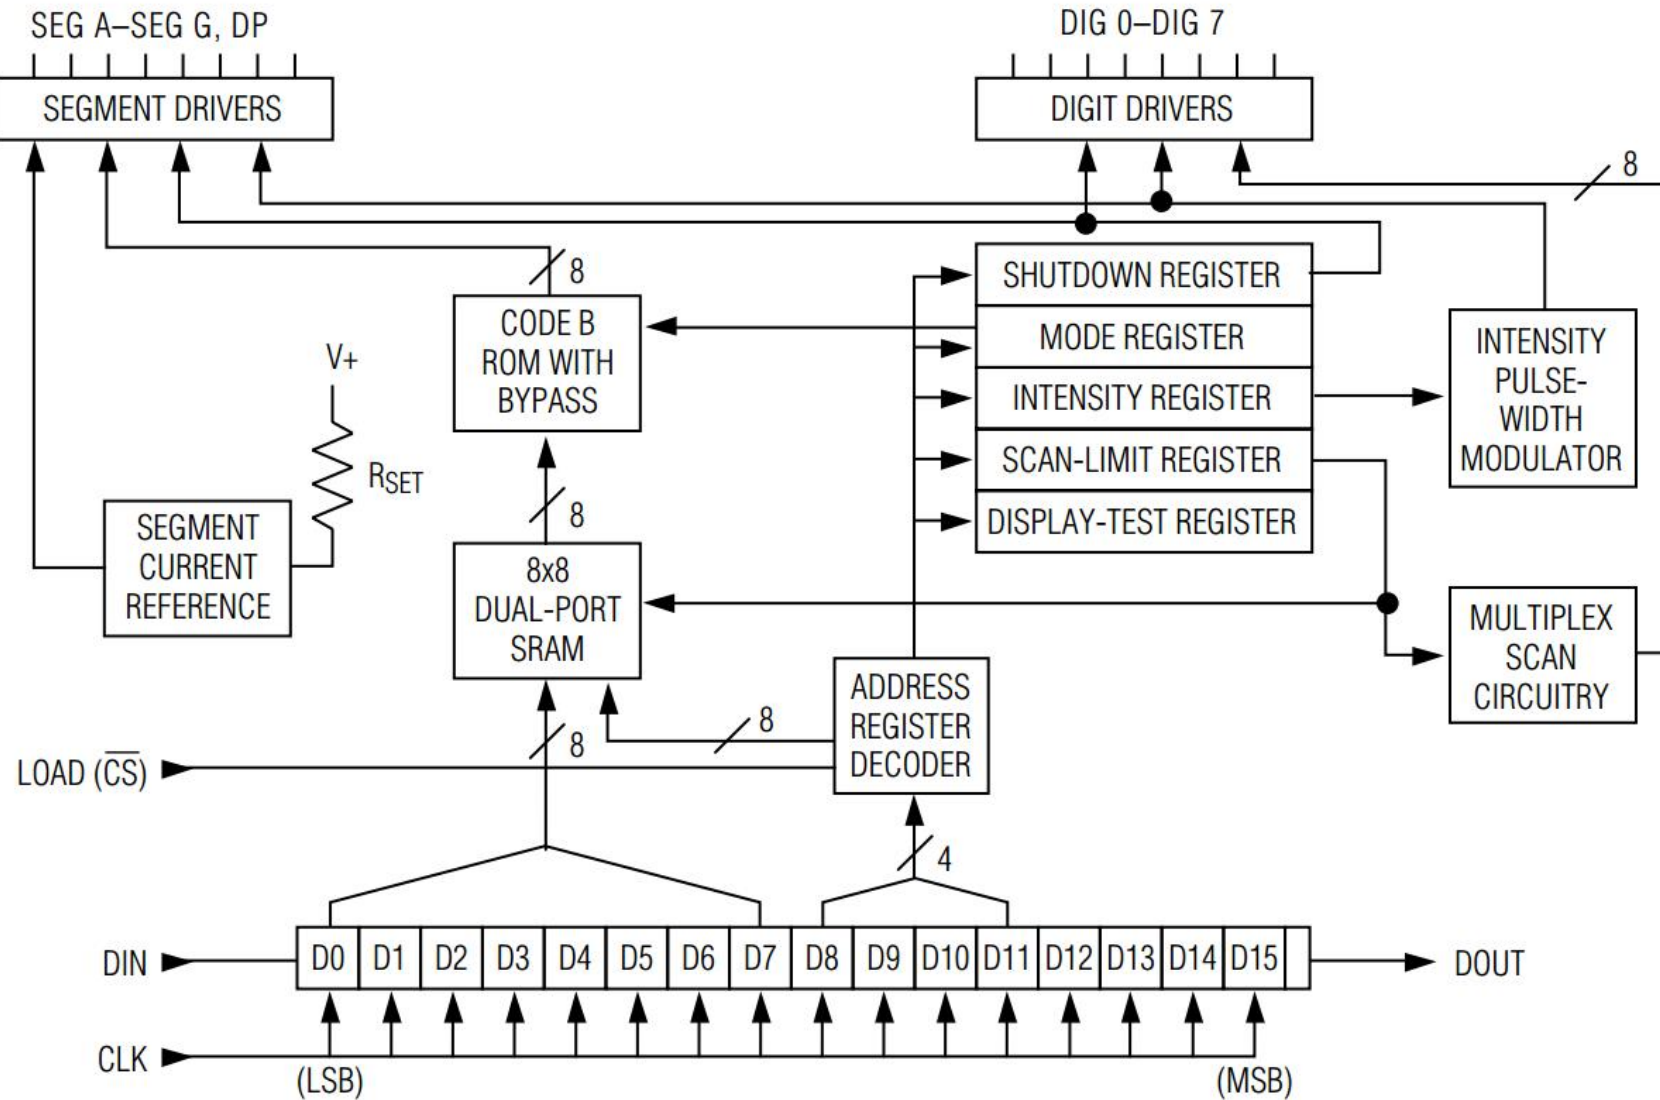 SEG A–SEG G, DP
DIG 0–DIG 7
SEGMENT DRIVERS
DIGIT DRIVERS
8
8
SHUTDOWN REGISTER
MODE REGISTER
INTENSITY REGISTER
SCAN-LIMIT REGISTER
DISPLAY-TEST REGISTER
CODE B
ROM WITH
BYPASS
INTENSITY
PULSE-
WIDTH
MODULATOR
V+
RSET
8
SEGMENT
CURRENT
REFERENCE
8x8
DUAL-PORT
SRAM
MULTIPLEX
SCAN
CIRCUITRY
ADDRESS
REGISTER
DECODER
8
8
LOAD (C̅S̅)
4
DIN
D0 D1 D2 D3 D4 D5 D6 D7 D8 D9 D10 D11 D12 D13 D14 D15
DOUT
CLK
(LSB)
(MSB)